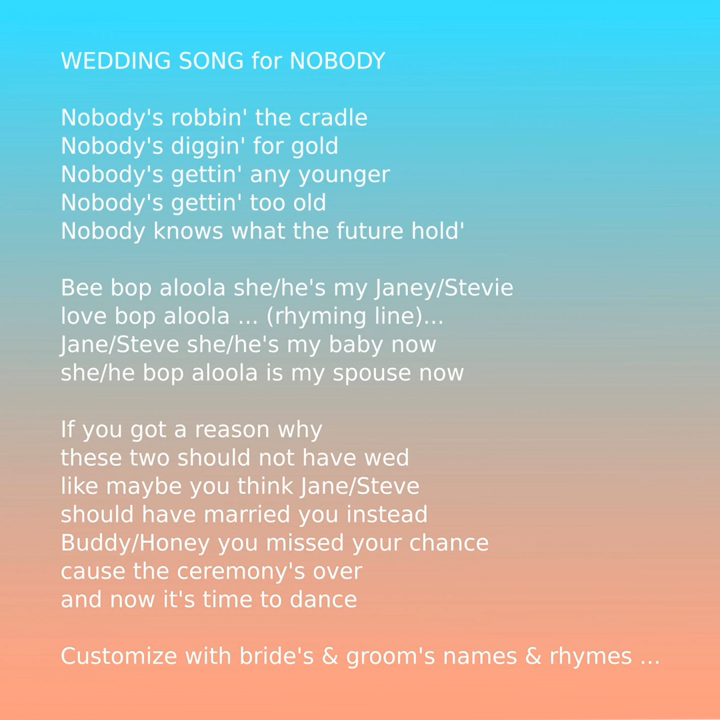 WEDDING SONG for NOBODY
Nobody's robbin' the cradle
Nobody's diggin' for gold
Nobody's gettin' any younger
Nobody's gettin' too old
Nobody knows what the future hold'
Bee bop aloola she/he's my Janey/Stevie
love bop aloola ... (rhyming line)...
Jane/Steve she/he's my baby now
she/he bop aloola is my spouse now
If you got a reason why
these two should not have wed
like maybe you think Jane/Steve
should have married you instead
Buddy/Honey you missed your chance
cause the ceremony's over
and now it's time to dance
Customize with bride's & groom's names & rhymes ...